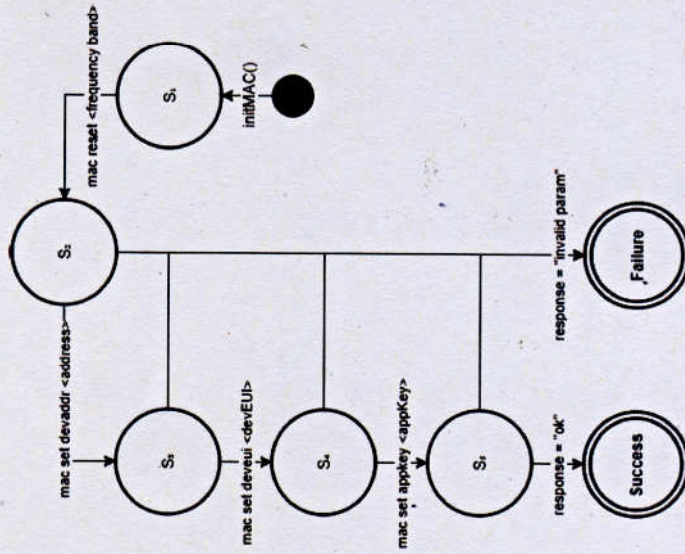 initMAC()
S₁
mac reset <frequency band>
S₂
mac set devaddr <address>
S₃
mac set deveui <devEUI>
S₄
mac set appkey <appKey>
S₅
response = "ok"
response = "invalid param"
Success
Failure